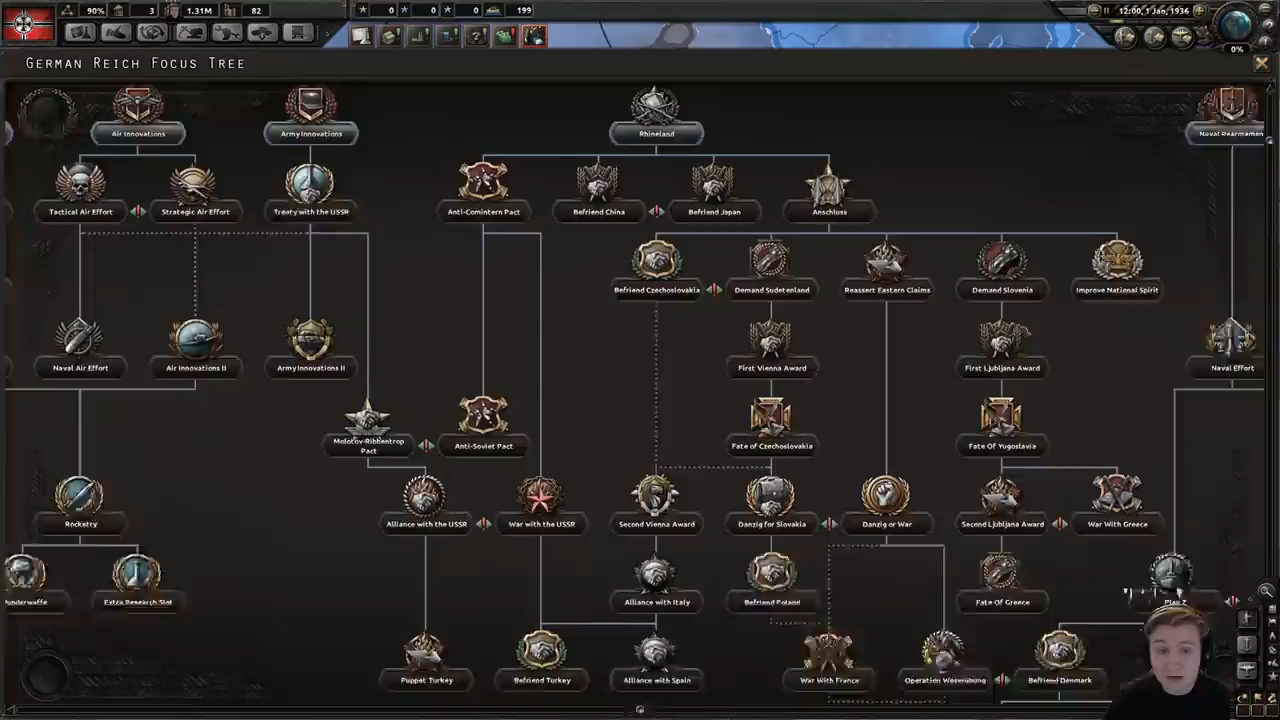 90%
3
1.31M
82
0
0
0
199
12:00, 1 Jan, 1936
0%
German Reich Focus Tree
Air Innovations
Army Innovations
Rhineland
Naval Rearmamen
Tactical Air Effort
Strategic Air Effort
Treaty with the USSR
Anti-Comintern Pact
Befriend China
Befriend Japan
Anschluss
Befriend Czechoslovakia
Demand Sudetenland
Reassert Eastern Claims
Demand Slovenia
Improve National Spirit
Naval Air Effort
Air Innovations II
Army Innovations II
First Vienna Award
First Ljubljana Award
Naval Effort
Molotov-Ribbentrop
Pact
Anti-Soviet Pact
Fate of Czechoslovakia
Fate Of Yugoslavia
Rocketry
Alliance with the USSR
War with the USSR
Second Vienna Award
Danzig for Slovakia
Danzig or War
Second Ljubljana Award
War With Greece
underwaffe
Extra Research Slot
Alliance with Italy
Befriend Poland
Fate Of Greece
Plan Z
Puppet Turkey
Befriend Turkey
Alliance with Spain
War With France
Operation Weserübung
Befriend Denmark